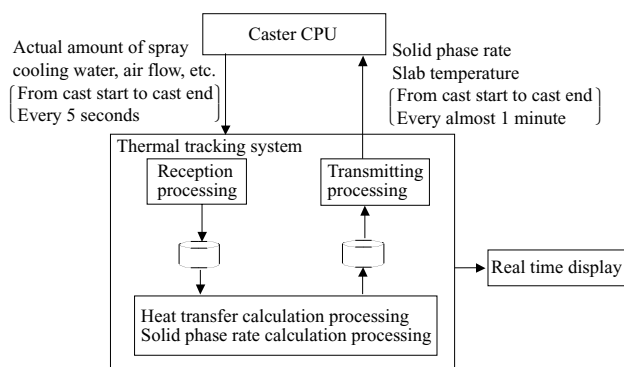 Caster CPU
Actual amount of spray
cooling water, air flow, etc.
From cast start to cast end
Every 5 seconds
Solid phase rate
Slab temperature
From cast start to cast end
Every almost 1 minute
Thermal tracking system
Reception
processing
Transmitting
processing
Real time display
Heat transfer calculation processing
Solid phase rate calculation processing